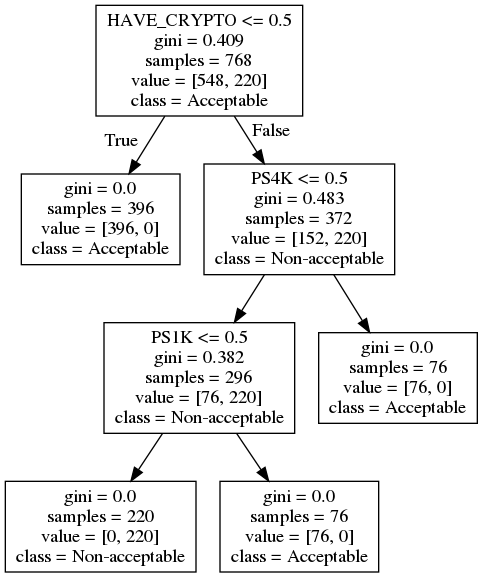 HAVE_CRYPTO <= 0.5
gini = 0.409
samples = 768
value = [548, 220]
class = Acceptable
True
False
gini = 0.0
samples = 396
value = [396, 0]
class = Acceptable
PS4K <= 0.5
gini = 0.483
samples = 372
value = [152, 220]
class = Non-acceptable
PS1K <= 0.5
gini = 0.382
samples = 296
value = [76, 220]
class = Non-acceptable
gini = 0.0
samples = 76
value = [76, 0]
class = Acceptable
gini = 0.0
samples = 220
value = [0, 220]
class = Non-acceptable
gini = 0.0
samples = 76
value = [76, 0]
class = Acceptable